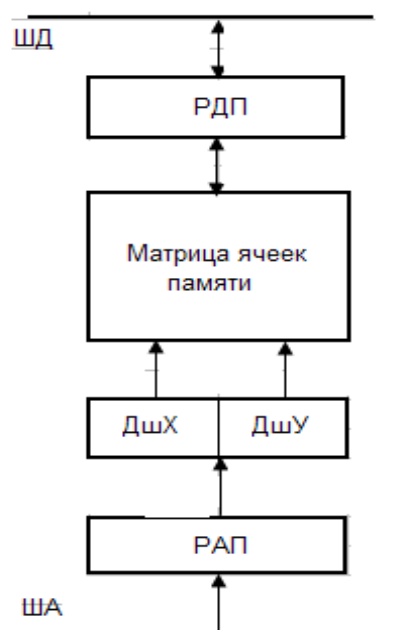 ШД
РДП
Матрица ячеек
памяти
ДшХ
ДшУ
РАП
ША